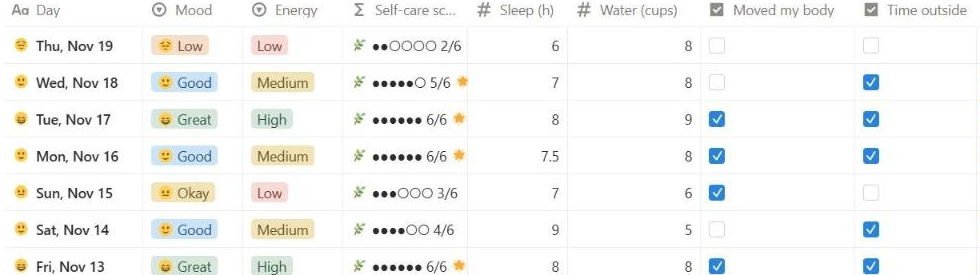 Aa Day Mood Energy Σ Self-care sc... # Sleep (h) # Water (cups) Moved my body Time outside
Thu, Nov 19 Low Low ●●○○○○ 2/6 6 8
Wed, Nov 18 Good Medium ●●●●●○ 5/6 7 8
Tue, Nov 17 Great High ●●●●●● 6/6 8 9
Mon, Nov 16 Good Medium ●●●●●● 6/6 7.5 8
Sun, Nov 15 Okay Low ●●●○○○ 3/6 7 6
Sat, Nov 14 Good Medium ●●●●○○ 4/6 9 5
Fri, Nov 13 Great High ●●●●●● 6/6 8 8